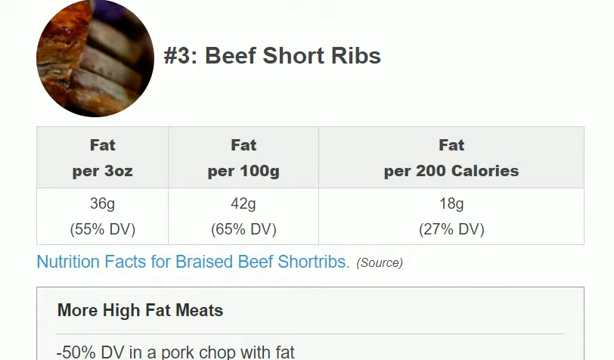 #3: Beef Short Ribs
Fat per 3oz
Fat per 100g
Fat per 200 Calories
36g (55% DV)
42g (65% DV)
18g (27% DV)
Nutrition Facts for Braised Beef Shortribs. (Source)
More High Fat Meats
-50% DV in a pork chop with fat